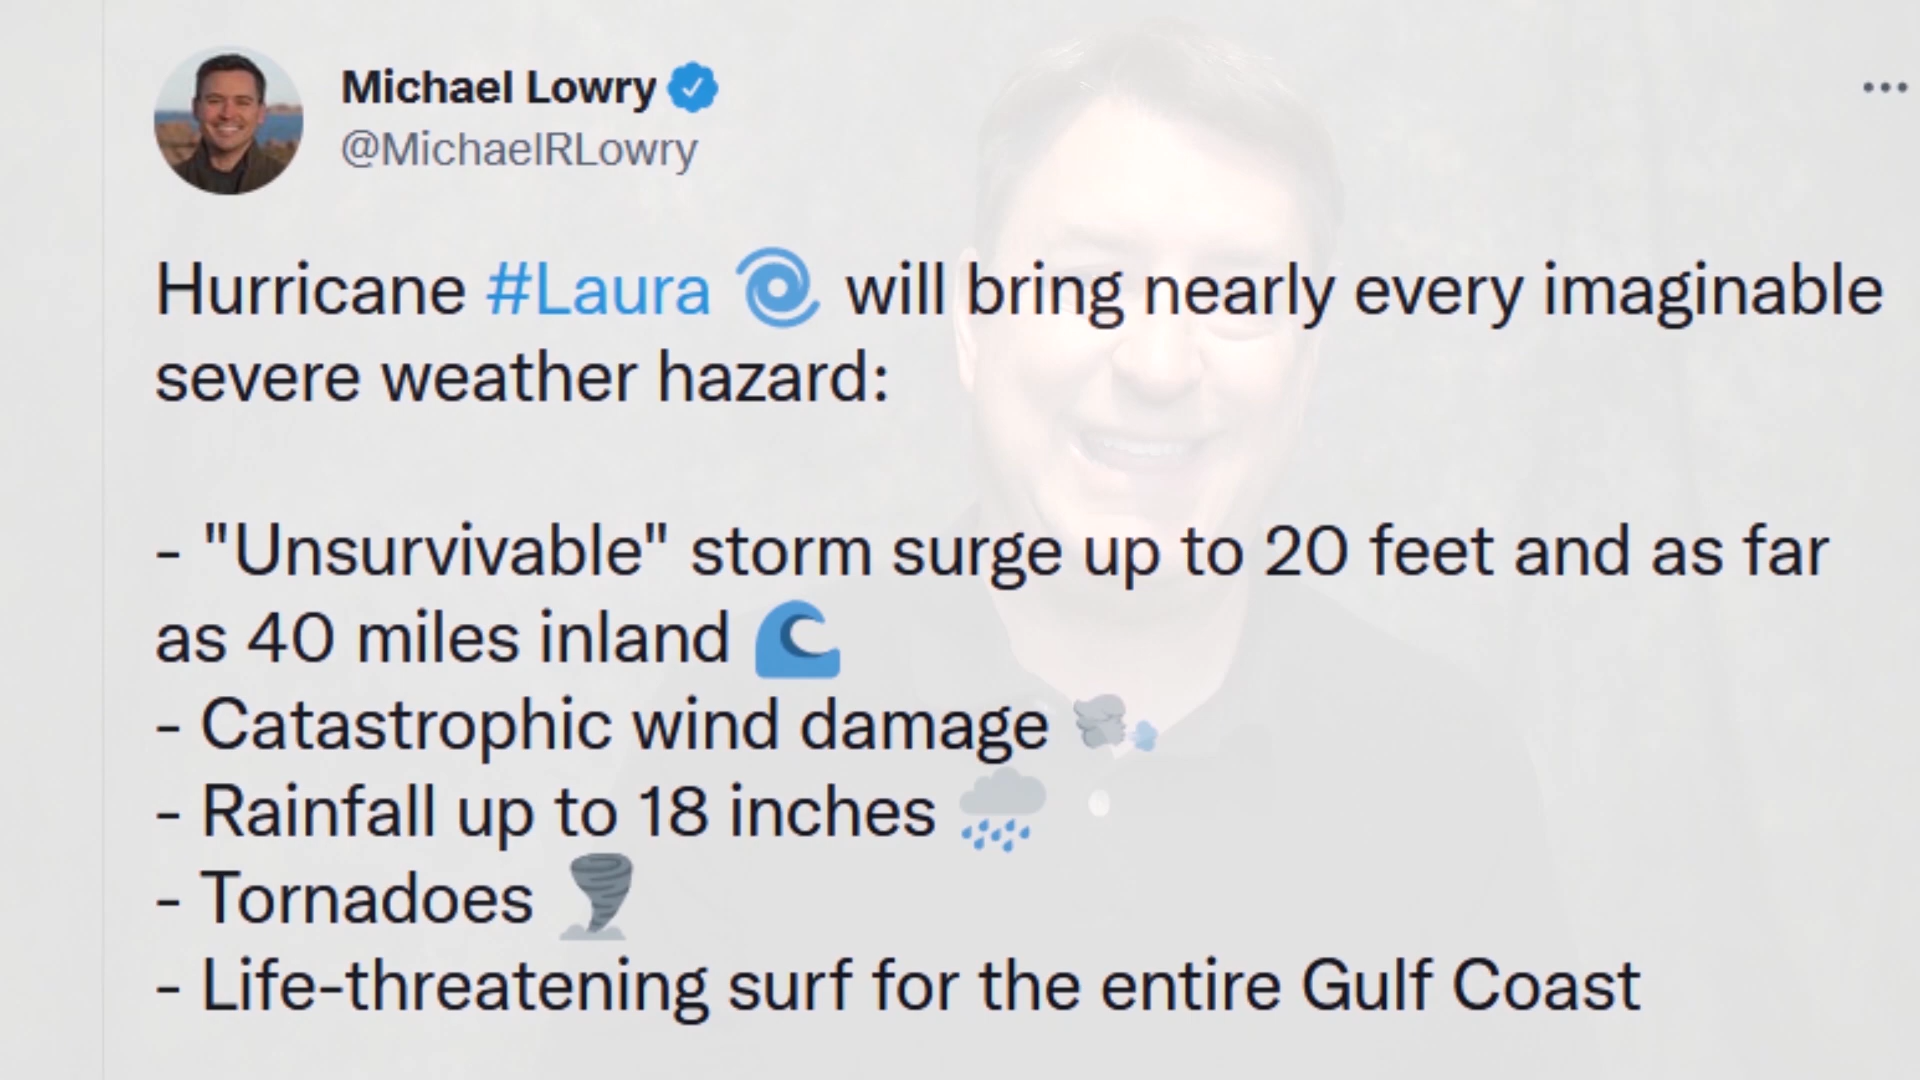 Michael Lowry
@MichaelRLowry
Hurricane #Laura 🌀 will bring nearly every imaginable
severe weather hazard:
- "Unsurvivable" storm surge up to 20 feet and as far
as 40 miles inland 🌊
- Catastrophic wind damage 🌬️
- Rainfall up to 18 inches 🌧️
- Tornadoes 🌪️
- Life-threatening surf for the entire Gulf Coast